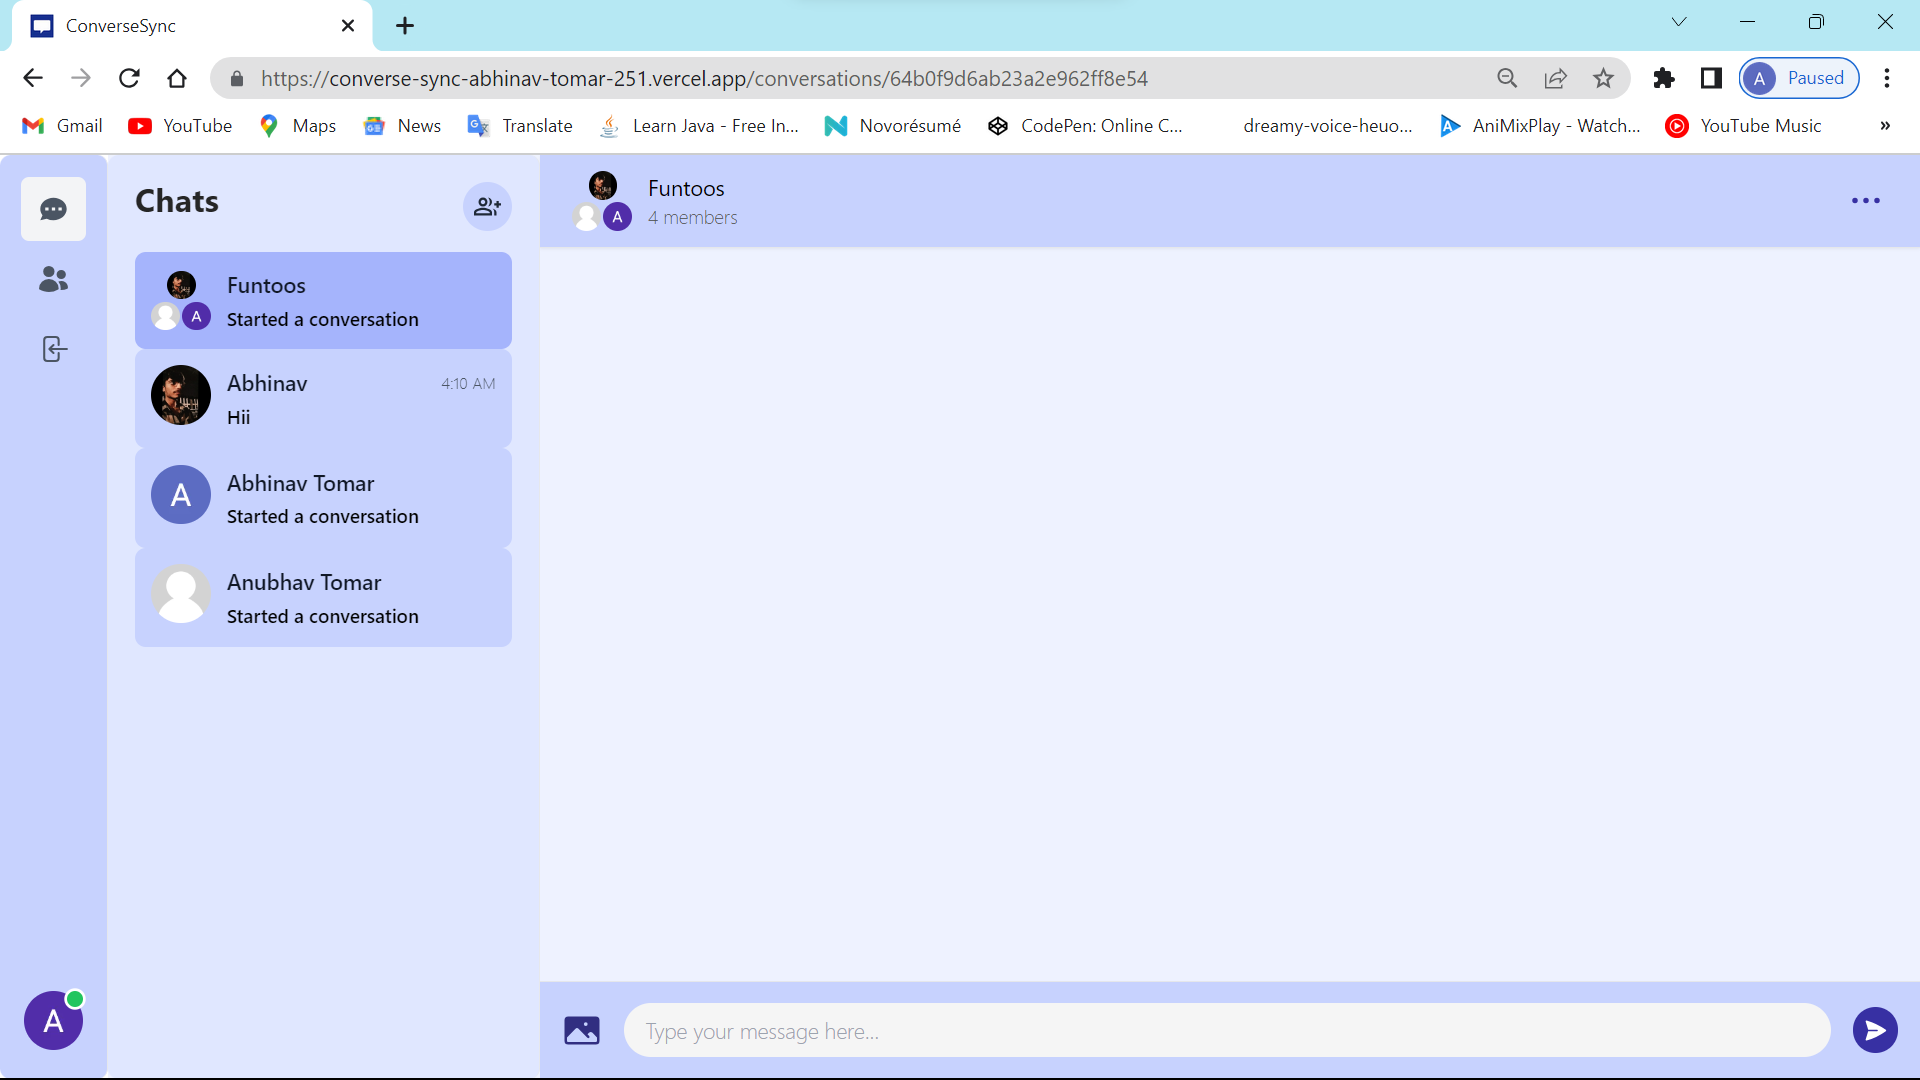 ConverseSync
https://converse-sync-abhinav-tomar-251.vercel.app/conversations/64b0f9d6ab23a2e962ff8e54
A Paused
Gmail YouTube Maps News Translate Learn Java - Free In... Novorésumé CodePen: Online C... dreamy-voice-heuo... AniMixPlay - Watch... YouTube Music »
Chats
Funtoos
A
Started a conversation
Abhinav 4:10 AM
Hii
A
Abhinav Tomar
Started a conversation
Anubhav Tomar
Started a conversation
A
Funtoos
A
4 members
Type your message here...